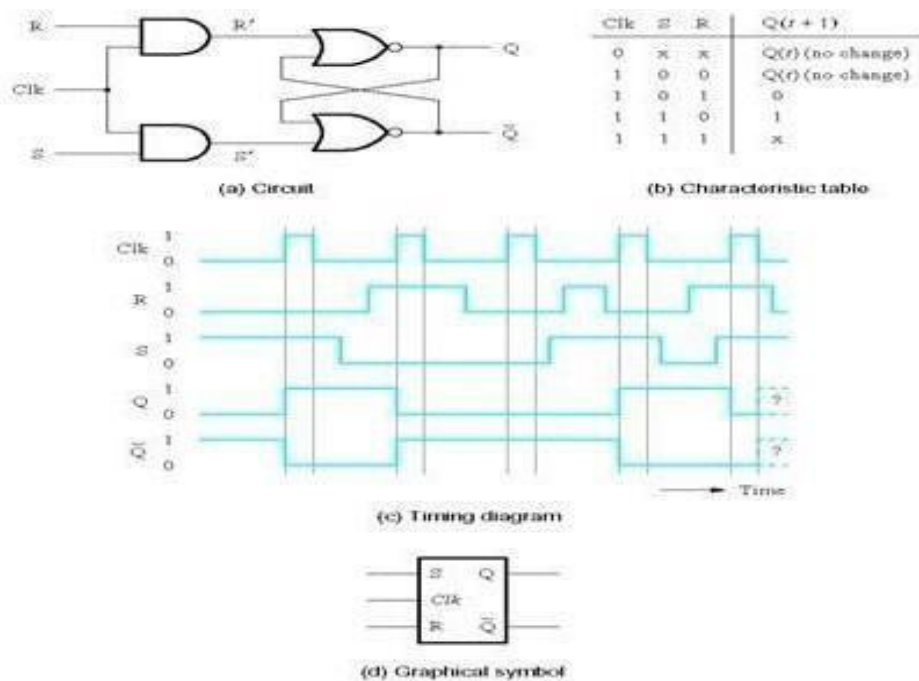 R
R'
Q
Clk
Q!
S
S'
(a) Circuit
Clk S R Q(t + 1)
0 x x Q(t) (no change)
1 0 0 Q(t) (no change)
1 0 1 0
1 1 0 1
1 1 1 x
(b) Characteristic table
Clk 1 0
R 1 0
S 1 0
Q 1 0 ?
Q! 1 0 ?
Time
(c) Timing diagram
S Q
Clk
R Q!
(d) Graphical symbol